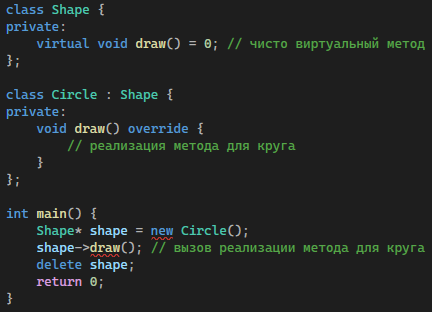 class Shape {
private:
    virtual void draw() = 0; // чисто виртуальный метод
};

class Circle : Shape {
private:
    void draw() override {
        // реализация метода для круга
    }
};

int main() {
    Shape* shape = new Circle();
    shape->draw(); // вызов реализации метода для круга
    delete shape;
    return 0;
}